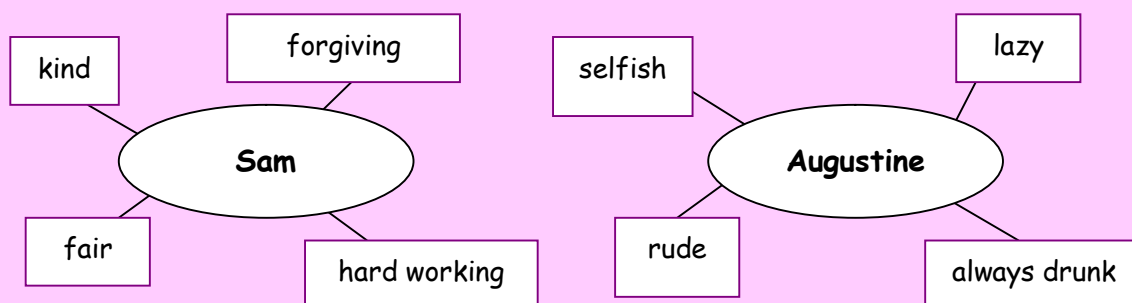 forgiving
kind
Sam
fair
hard working
lazy
selfish
Augustine
rude
always drunk